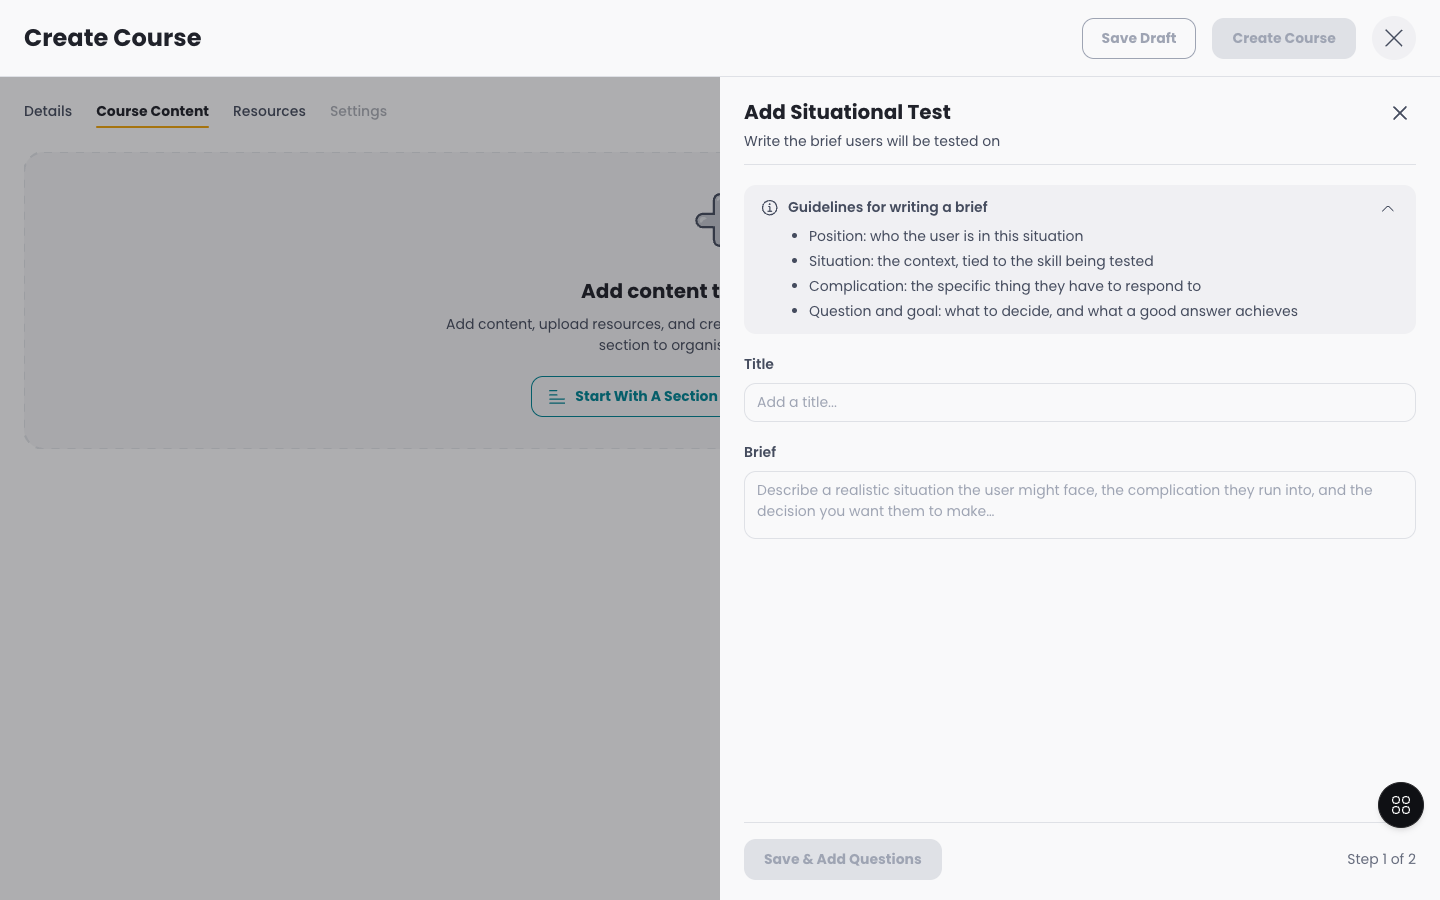 Create Course
Save Draft
Create Course
Details
Course Content
Resources
Settings
Add content t
Add content, upload resources, and cre
section to organis
Start With A Section
Add Situational Test
Write the brief users will be tested on
Guidelines for writing a brief
Position: who the user is in this situation
Situation: the context, tied to the skill being tested
Complication: the specific thing they have to respond to
Question and goal: what to decide, and what a good answer achieves
Title
Add a title...
Brief
Describe a realistic situation the user might face, the complication they run into, and the
decision you want them to make…
Save & Add Questions
Step 1 of 2